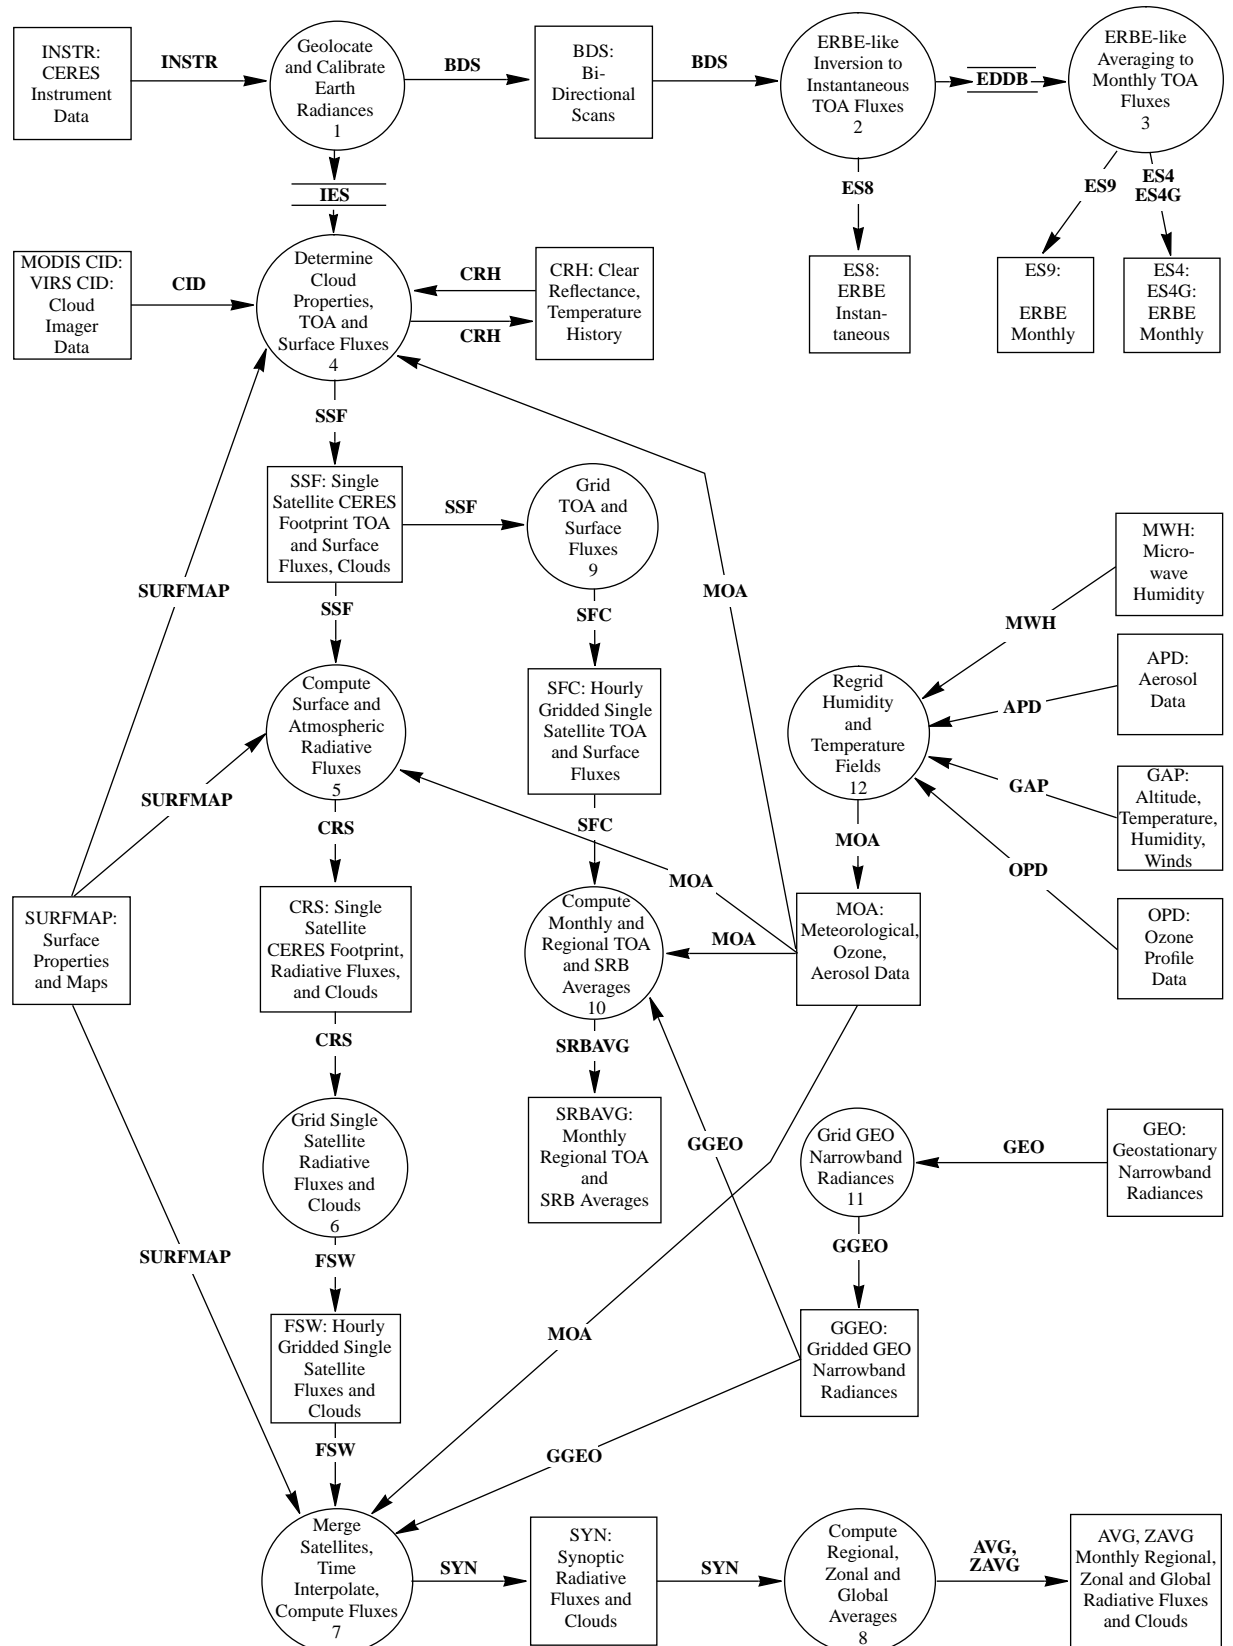 INSTR:
CERES
Instrument
Data
INSTR
Geolocate
and Calibrate
Earth
Radiances
1
BDS
BDS:
Bi-
Directional
Scans
BDS
ERBE-like
Inversion to
Instantaneous
TOA Fluxes
2
EDDB
ERBE-like
Averaging to
Monthly TOA
Fluxes
3
IES
ES8
ES9
ES4
ES4G
MODIS CID:
VIRS CID:
Cloud
Imager
Data
CID
Determine
Cloud
Properties,
TOA and
Surface Fluxes
4
CRH
CRH
CRH: Clear
Reflectance,
Temperature
History
ES8:
ERBE
Instan-
taneous
ES9:
ERBE
Monthly
ES4:
ES4G:
ERBE
Monthly
SSF
SSF: Single
Satellite CERES
Footprint TOA
and Surface
Fluxes, Clouds
SSF
Grid
TOA and
Surface
Fluxes
9
SURFMAP
SSF
SFC
MOA
MWH:
Micro-
wave
Humidity
MWH
Compute
Surface and
Atmospheric
Radiative
Fluxes
5
SFC: Hourly
Gridded Single
Satellite TOA
and Surface
Fluxes
Regrid
Humidity
and
Temperature
Fields
12
APD
APD:
Aerosol
Data
SURFMAP
GAP
GAP:
Altitude,
Temperature,
Humidity,
Winds
CRS
SFC
MOA
MOA
OPD
SURFMAP:
Surface
Properties
and Maps
CRS: Single
Satellite
CERES Footprint,
Radiative Fluxes,
and Clouds
Compute
Monthly and
Regional TOA
and SRB
Averages
10
MOA
MOA:
Meteorological,
Ozone,
Aerosol Data
OPD:
Ozone
Profile
Data
CRS
SRBAVG
Grid Single
Satellite
Radiative
Fluxes and
Clouds
6
SRBAVG:
Monthly
Regional TOA
and
SRB Averages
GGEO
Grid GEO
Narrowband
Radiances
11
GEO
GEO:
Geostationary
Narrowband
Radiances
SURFMAP
FSW
GGEO
FSW: Hourly
Gridded Single
Satellite
Fluxes and
Clouds
MOA
GGEO:
Gridded GEO
Narrowband
Radiances
FSW
GGEO
Merge
Satellites,
Time
Interpolate,
Compute Fluxes
7
SYN
SYN:
Synoptic
Radiative
Fluxes and
Clouds
SYN
Compute
Regional,
Zonal and
Global
Averages
8
AVG,
ZAVG
AVG, ZAVG
Monthly Regional,
Zonal and Global
Radiative Fluxes
and Clouds